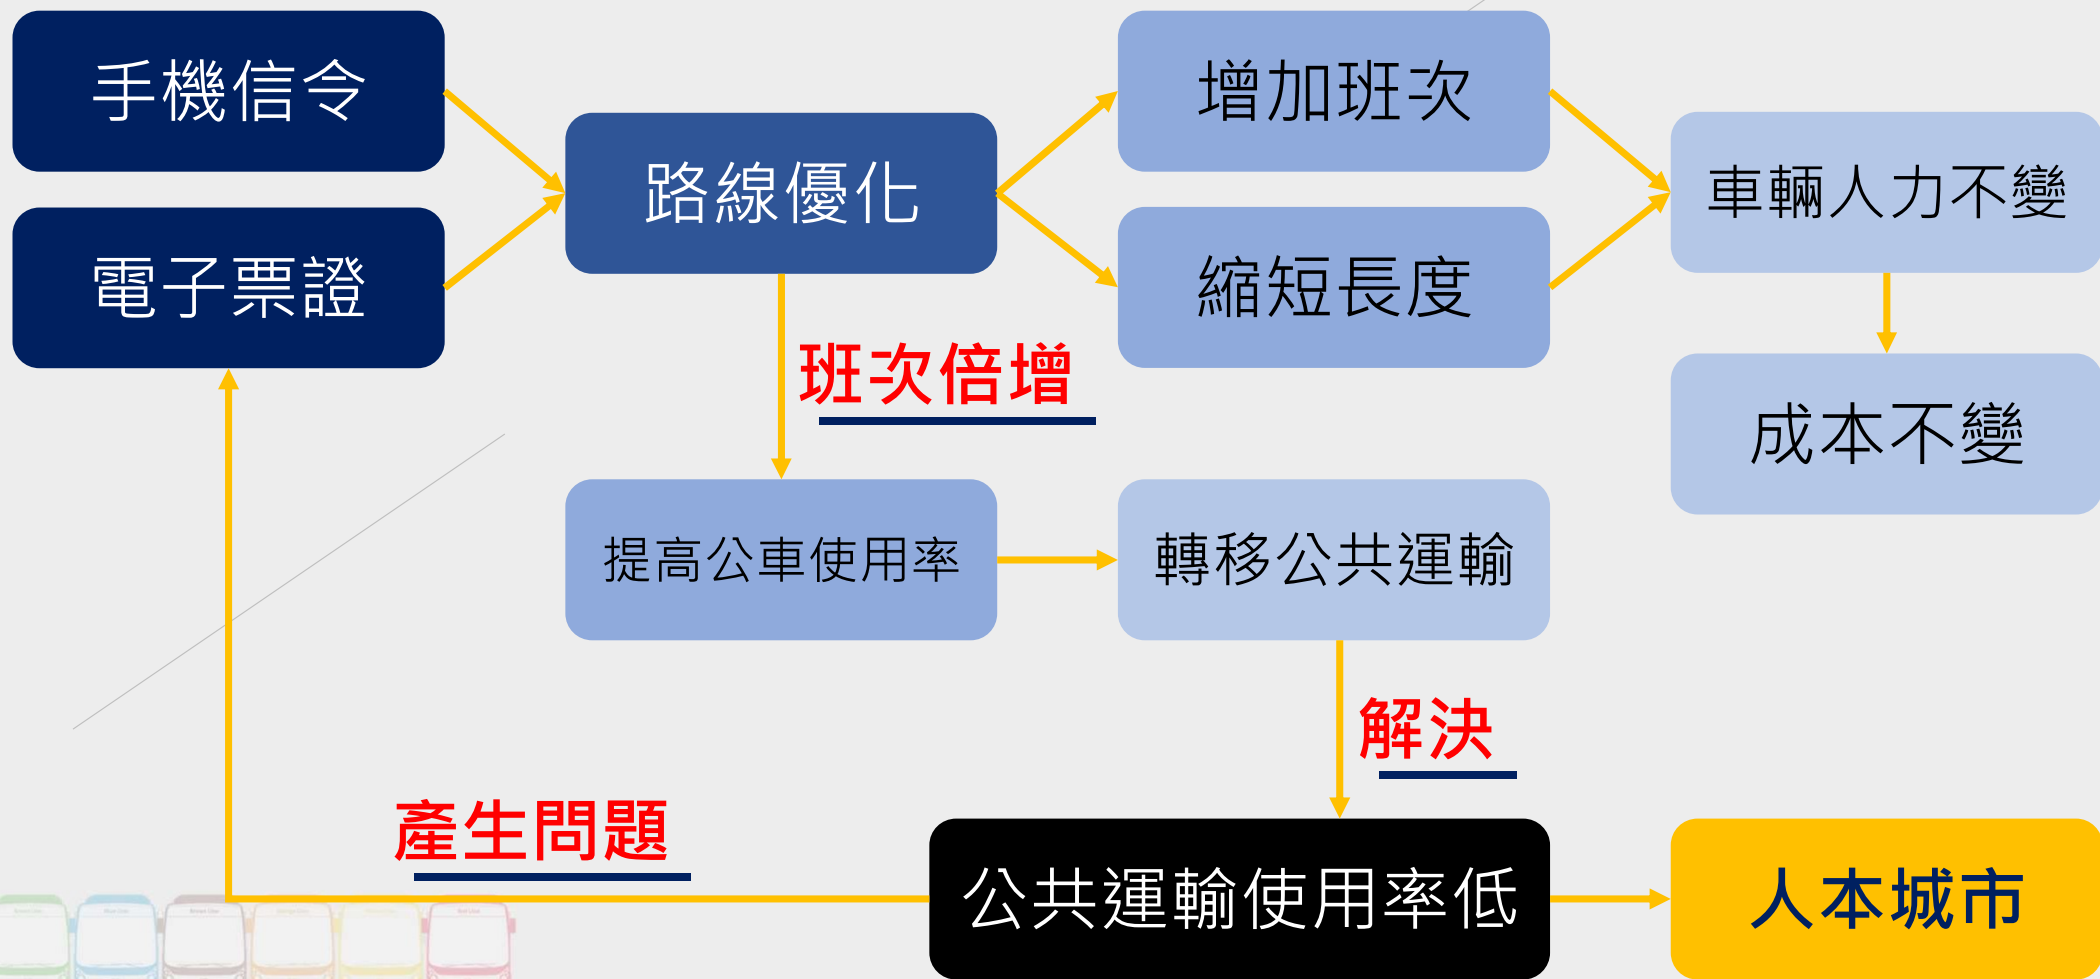 手機信令
電子票證
路線優化
增加班次
縮短長度
車輛人力不變
成本不變
班次倍增
提高公車使用率
轉移公共運輸
解決
產生問題
公共運輸使用率低
人本城市